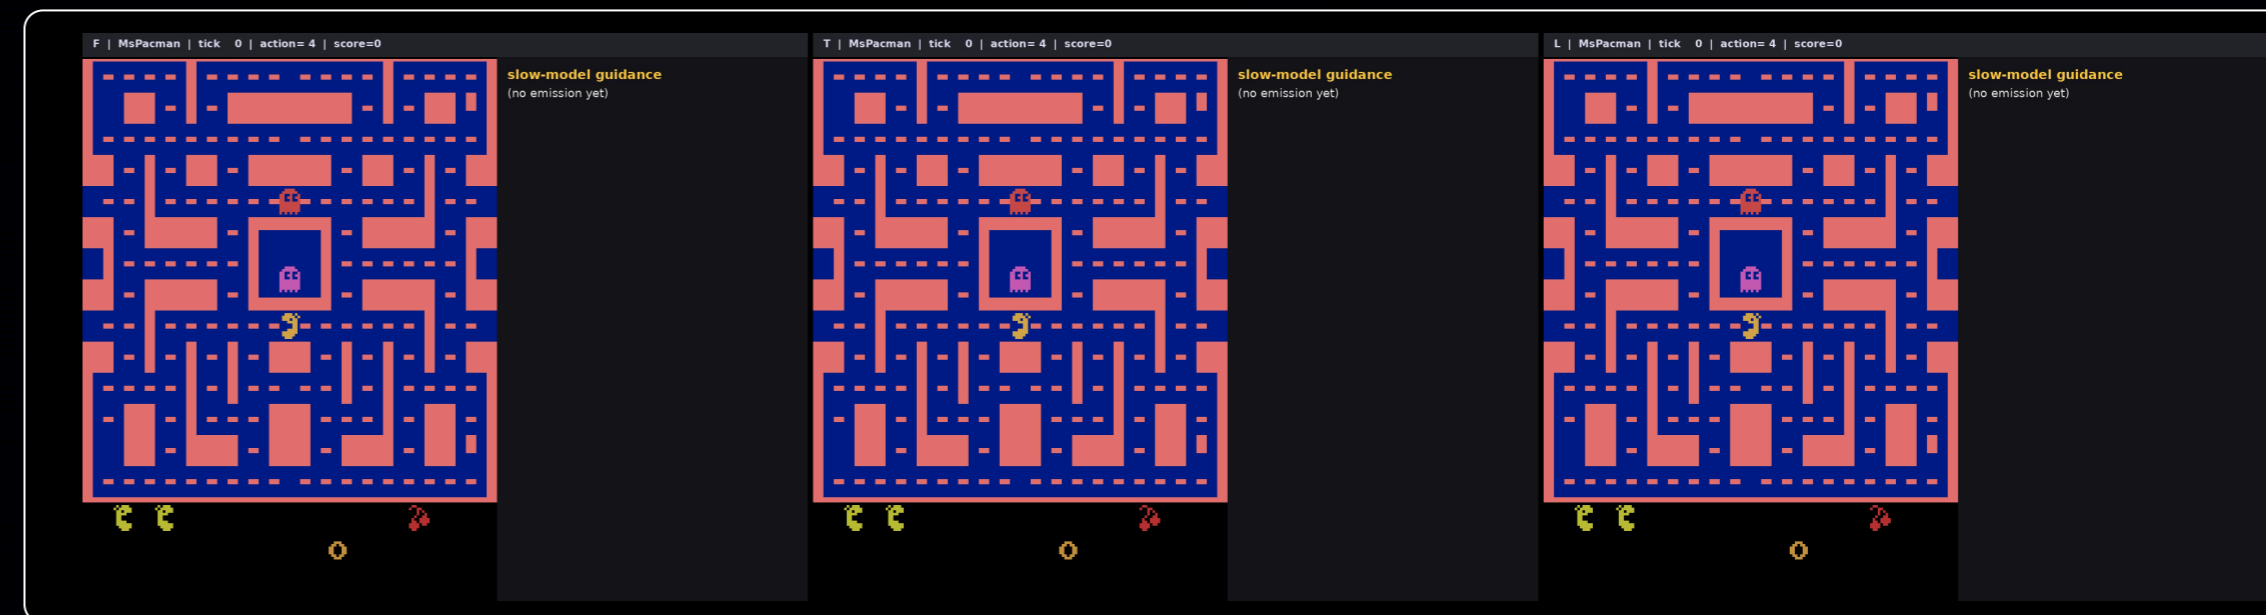 F | MsPacman | tick 0 | action= 4 | score=0
slow-model guidance
(no emission yet)
0
T | MsPacman | tick 0 | action= 4 | score=0
slow-model guidance
(no emission yet)
0
L | MsPacman | tick 0 | action= 4 | score=0
slow-model guidance
(no emission yet)
0